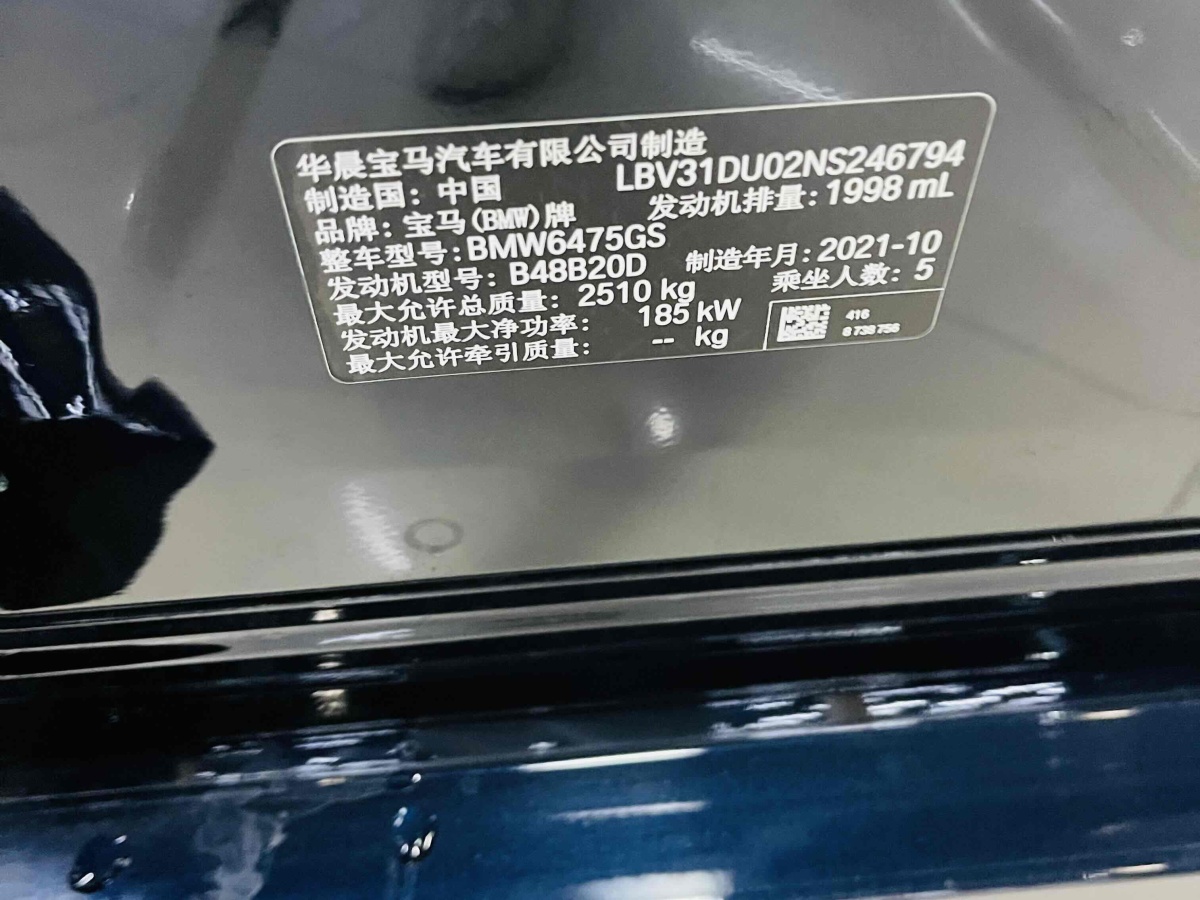 华晨宝马汽车有限公司制造
制造国：中国 LBV31DU02NS246794
品牌：宝马(BMW)牌 发动机排量：1998 mL
整车型号：BMW6475GS
发动机型号：B48B20D 制造年月：2021-10
最大允许总质量：2510 kg 乘坐人数：5
发动机最大净功率：185 kW
最大允许牵引质量：-- kg
416
8 738 756